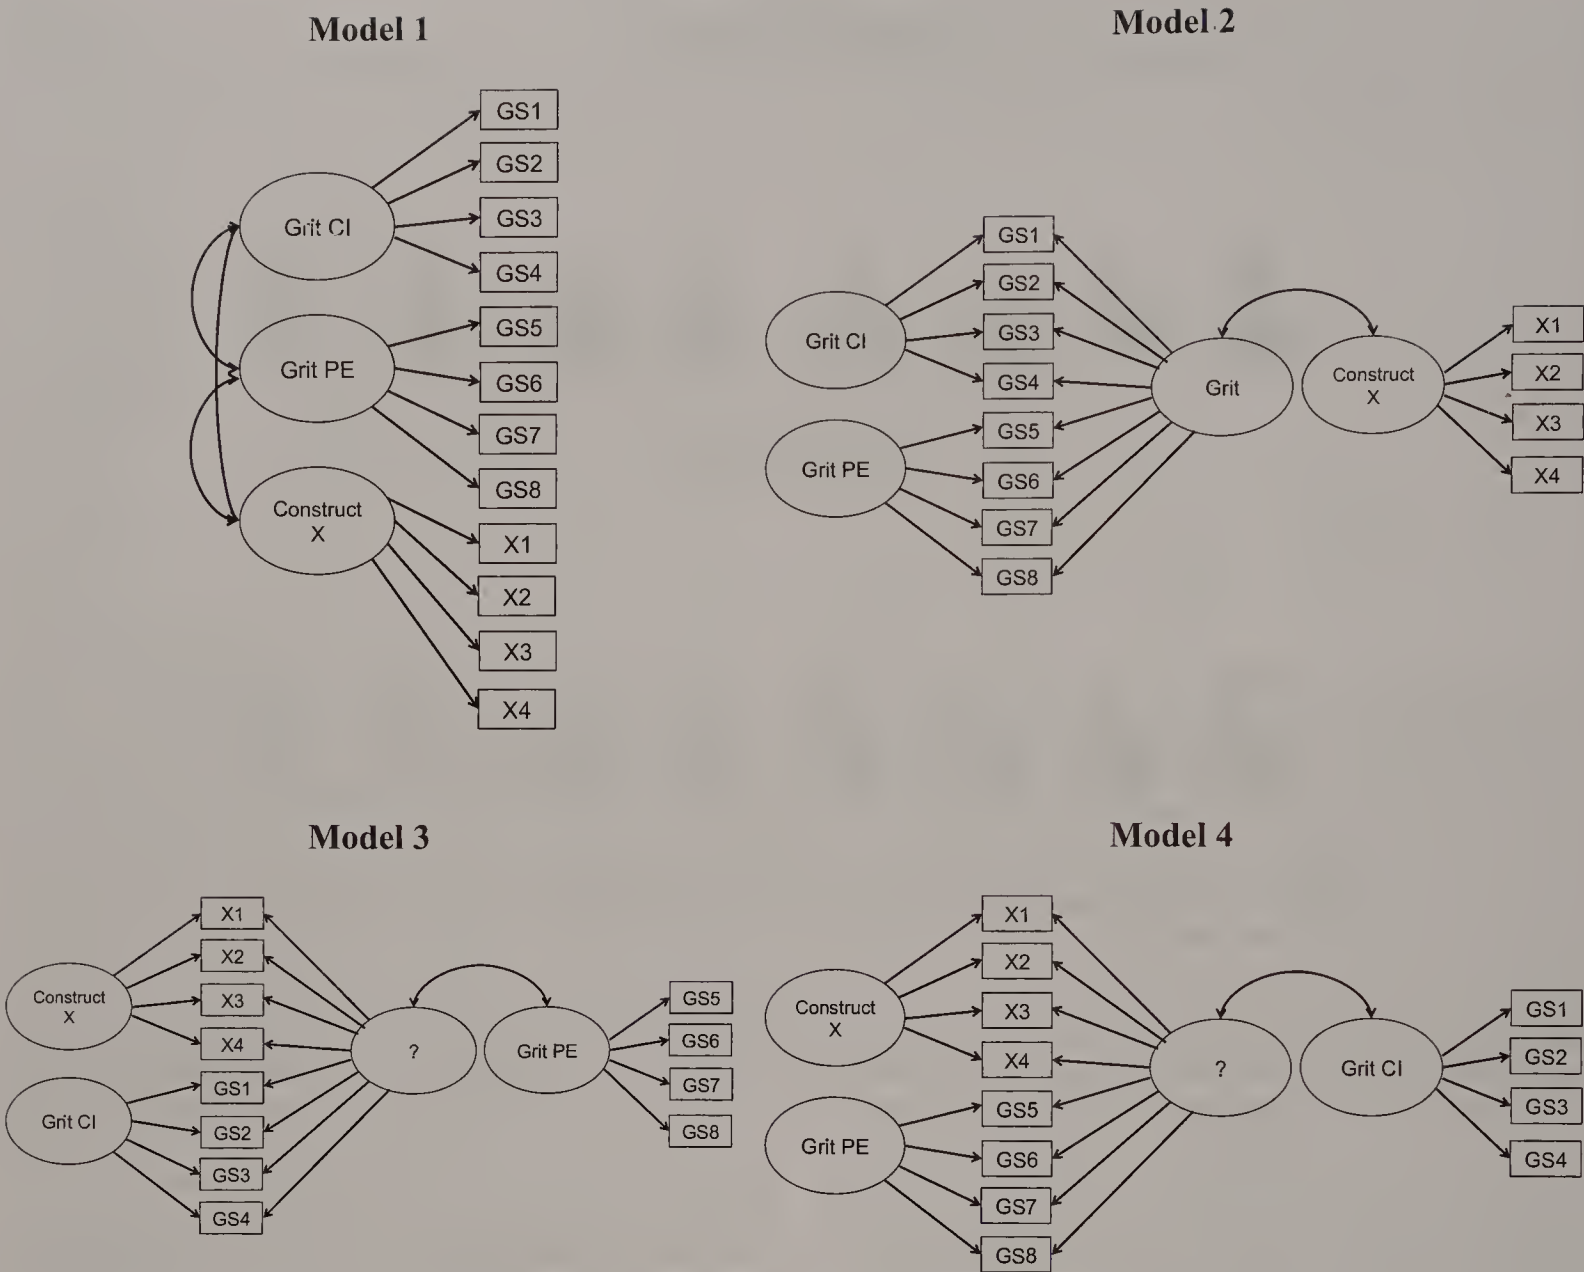 Model 1
GS1
GS2
GS3
GS4
GS5
GS6
GS7
GS8
X1
X2
X3
X4
Grit CI
Grit PE
Construct
X
Model 2
GS1
GS2
GS3
GS4
GS5
GS6
GS7
GS8
Grit CI
Grit PE
Grit
Construct
X
X1
X2
X3
X4
Model 3
X1
X2
X3
X4
GS1
GS2
GS3
GS4
Construct
X
Grit CI
?
Grit PE
GS5
GS6
GS7
GS8
Model 4
X1
X2
X3
X4
GS5
GS6
GS7
GS8
Construct
X
Grit PE
?
Grit CI
GS1
GS2
GS3
GS4